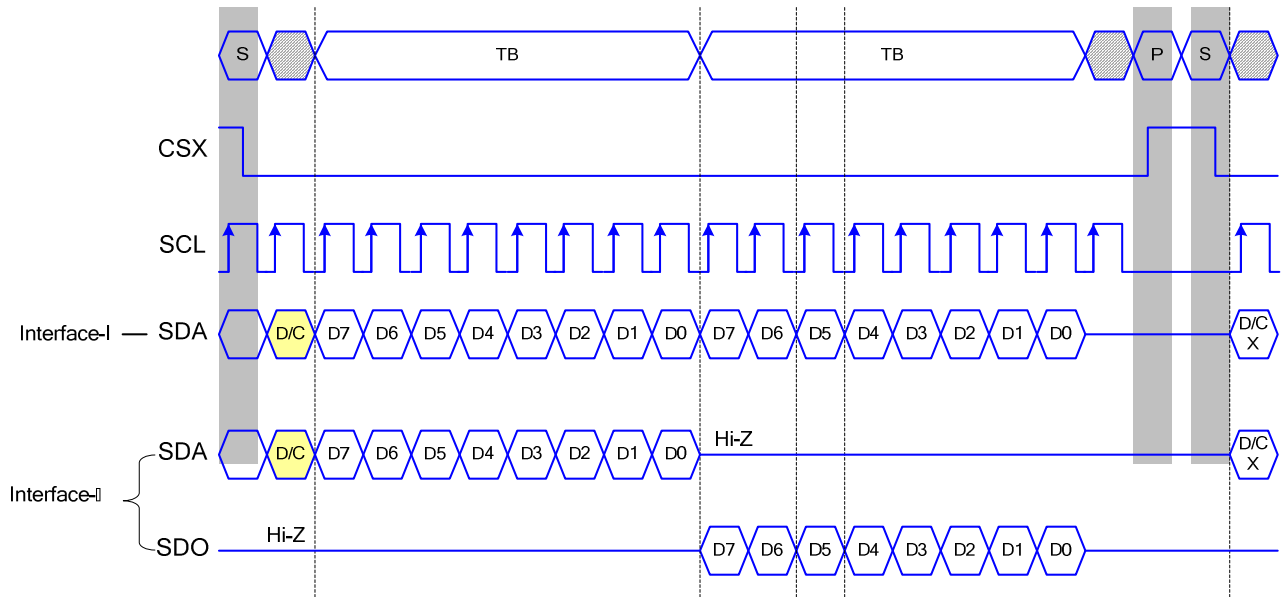 S TB TB P S
CSX
SCL
Interface-I SDA D/C D7 D6 D5 D4 D3 D2 D1 D0 D7 D6 D5 D4 D3 D2 D1 D0 D/C
X
SDA D/C D7 D6 D5 D4 D3 D2 D1 D0 Hi-Z D/C
X
Interface-▯
SDO Hi-Z D7 D6 D5 D4 D3 D2 D1 D0